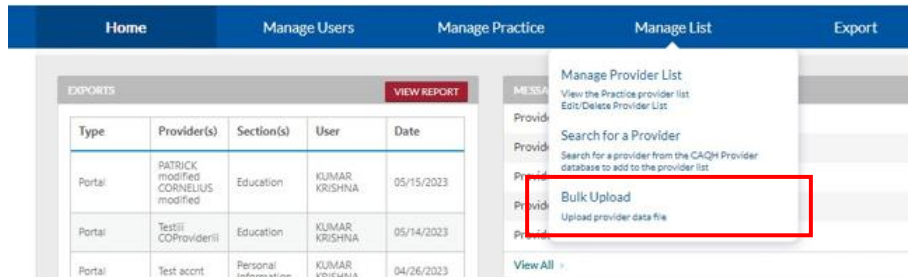 Home Manage Users Manage Practice Manage List Export
EXPORTS VIEW REPORT
Type Provider(s) Section(s) User Date
Portal PATRICK modified CORNELIUS modified Education KUMAR KRISHNA 05/15/2023
Portal Testiii COProvideriii Education KUMAR KRISHNA 05/14/2023
Portal Test accnt Personal Information KUMAR KRISHNA 04/26/2023
Manage Provider List
View the Practice provider list
Edit/Delete Provider List
Search for a Provider
Search for a provider from the CAQH Provider
database to add to the provider list
Bulk Upload
Upload provider data file
View All